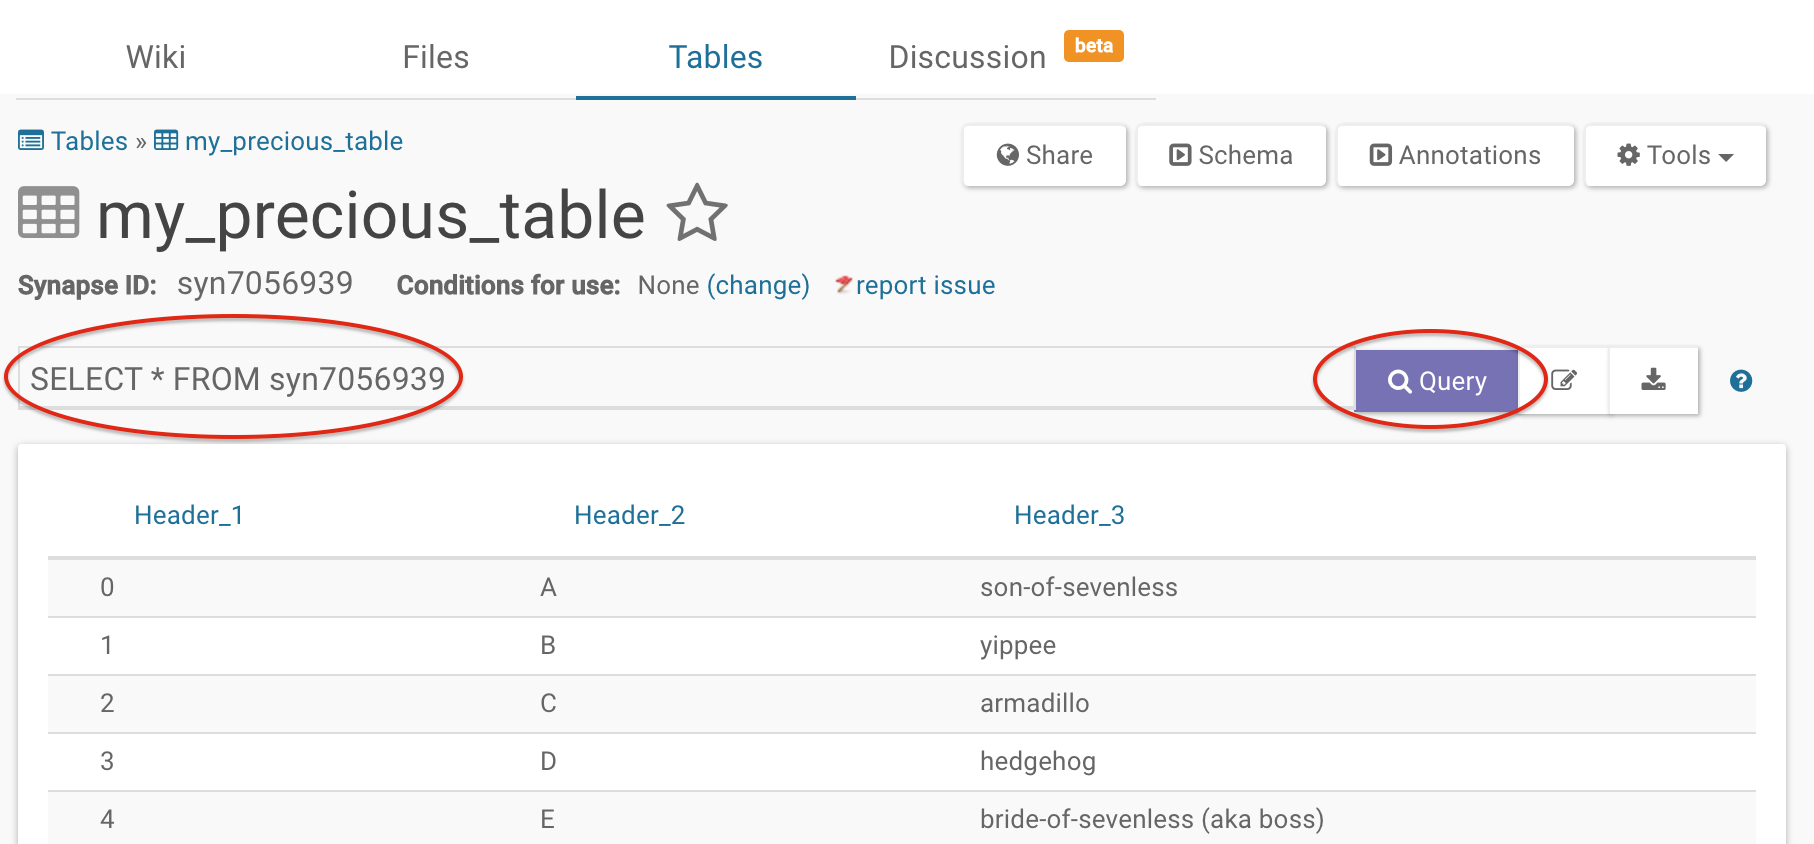 Wiki Files Tables Discussion beta
Tables » my_precious_table
Share Schema Annotations Tools
my_precious_table
Synapse ID: syn7056939 Conditions for use: None (change) report issue
SELECT * FROM syn7056939 Query ?
Header_1 Header_2 Header_3
0 A son-of-sevenless
1 B yippee
2 C armadillo
3 D hedgehog
4 E bride-of-sevenless (aka boss)